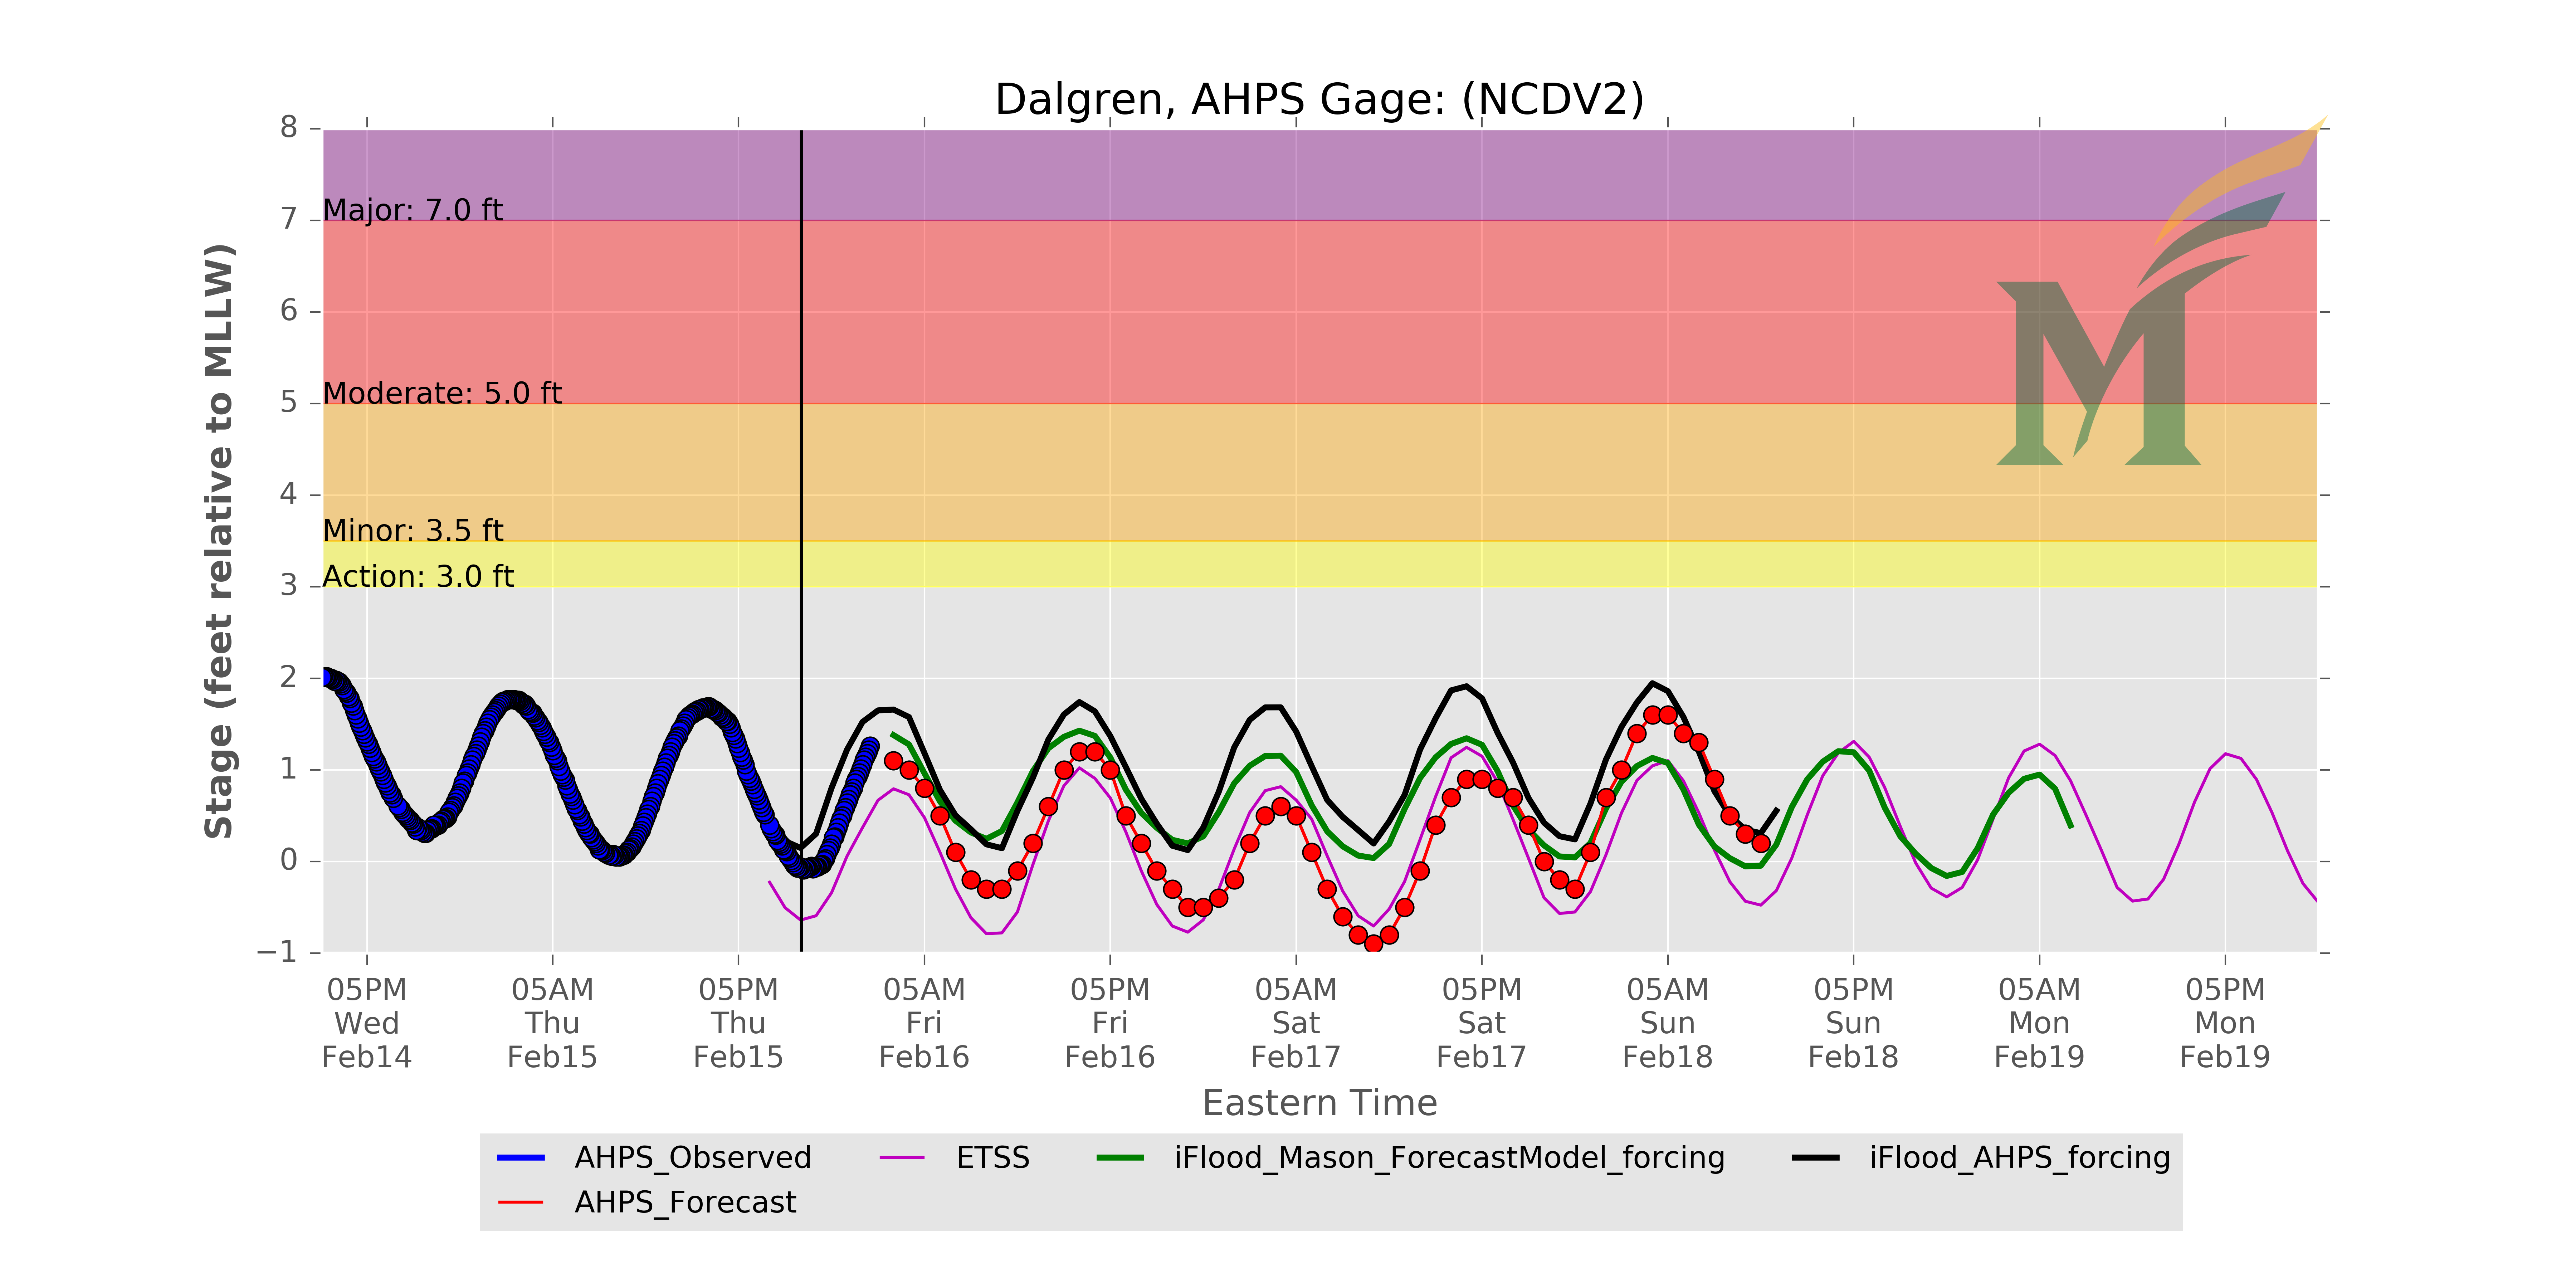 Dalgren, AHPS Gage: (NCDV2)
Stage (feet relative to MLLW)
8
7
6
5
4
3
2
1
0
−1
Major: 7.0 ft
Moderate: 5.0 ft
Minor: 3.5 ft
Action: 3.0 ft
M
05PM 05AM 05PM 05AM 05PM 05AM 05PM 05AM 05PM 05AM 05PM
Wed Thu Thu Fri Fri Sat Sat Sun Sun Mon Mon
Feb14 Feb15 Feb15 Feb16 Feb16 Feb17 Feb17 Feb18 Feb18 Feb19 Feb19
Eastern Time
AHPS_Observed ETSS iFlood_Mason_ForecastModel_forcing iFlood_AHPS_forcing
AHPS_Forecast